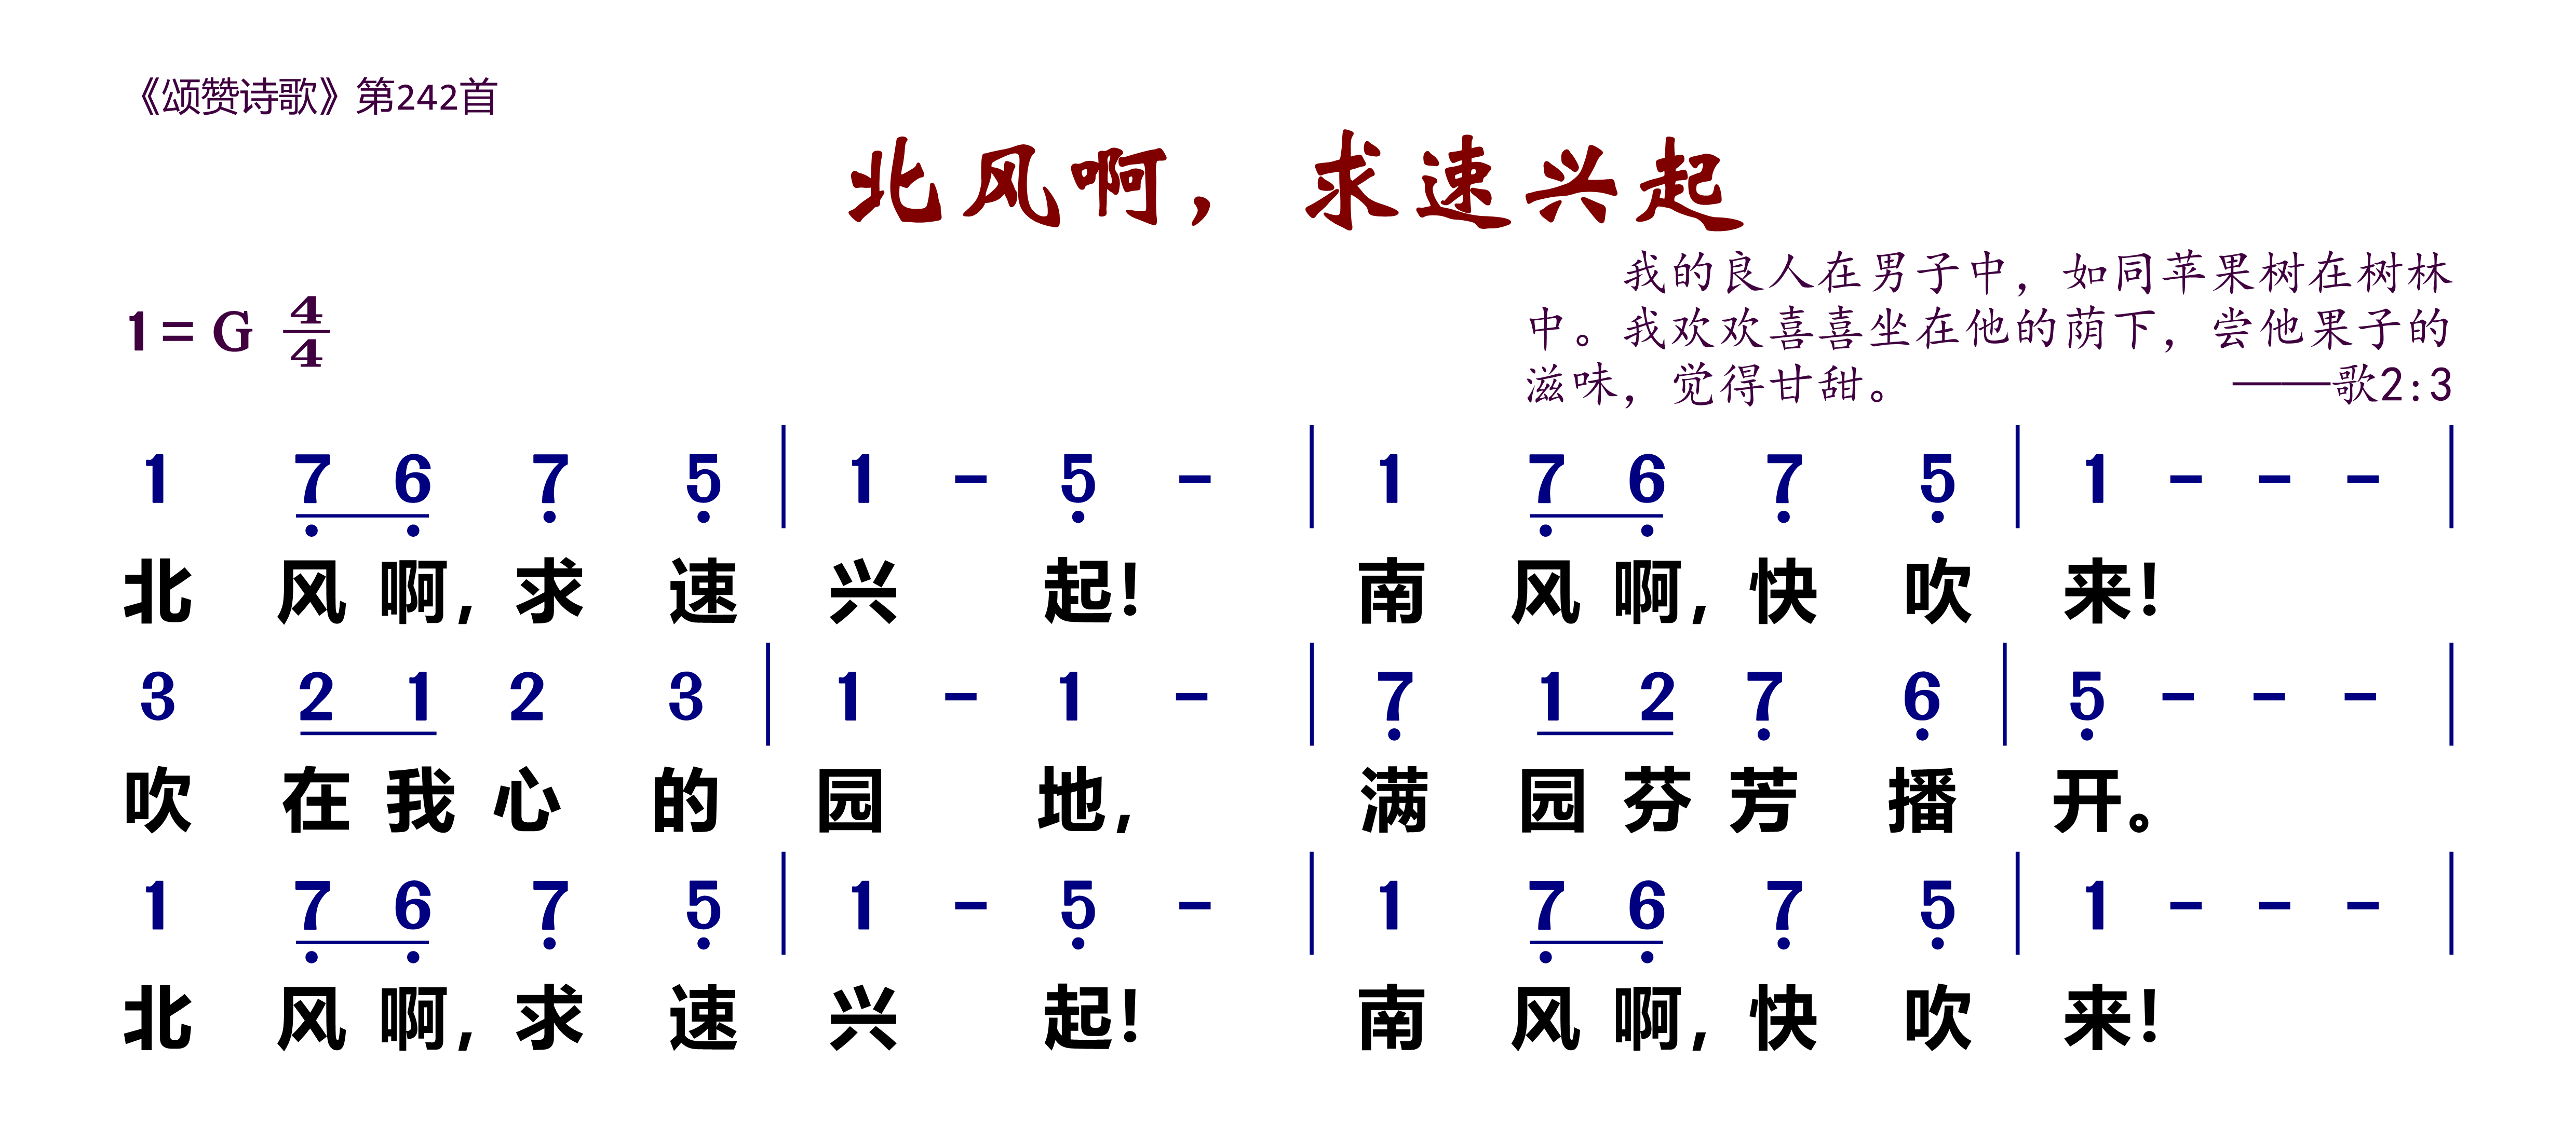 《颂赞诗歌》第242首
北风啊，求速兴起
我的良人在男子中，如同苹果树在树林
中。我欢欢喜喜坐在他的荫下，尝他果子的
滋味，觉得甘甜。 ——歌2:3
1= G 4/4
1 7̣ 6̣ 7̣ 5̣ | 1 - 5̣ - | 1 7̣ 6̣ 7̣ 5̣ | 1 - - - |
北 风 啊，求 速 兴 起！ 南 风 啊，快 吹 来！
3 2 1 2 3 | 1 - 1 - | 7̣ 1 2 7̣ 6̣ | 5̣ - - - |
吹 在 我 心 的 园 地， 满 园 芬 芳 播 开。
1 7̣ 6̣ 7̣ 5̣ | 1 - 5̣ - | 1 7̣ 6̣ 7̣ 5̣ | 1 - - - |
北 风 啊，求 速 兴 起！ 南 风 啊，快 吹 来！